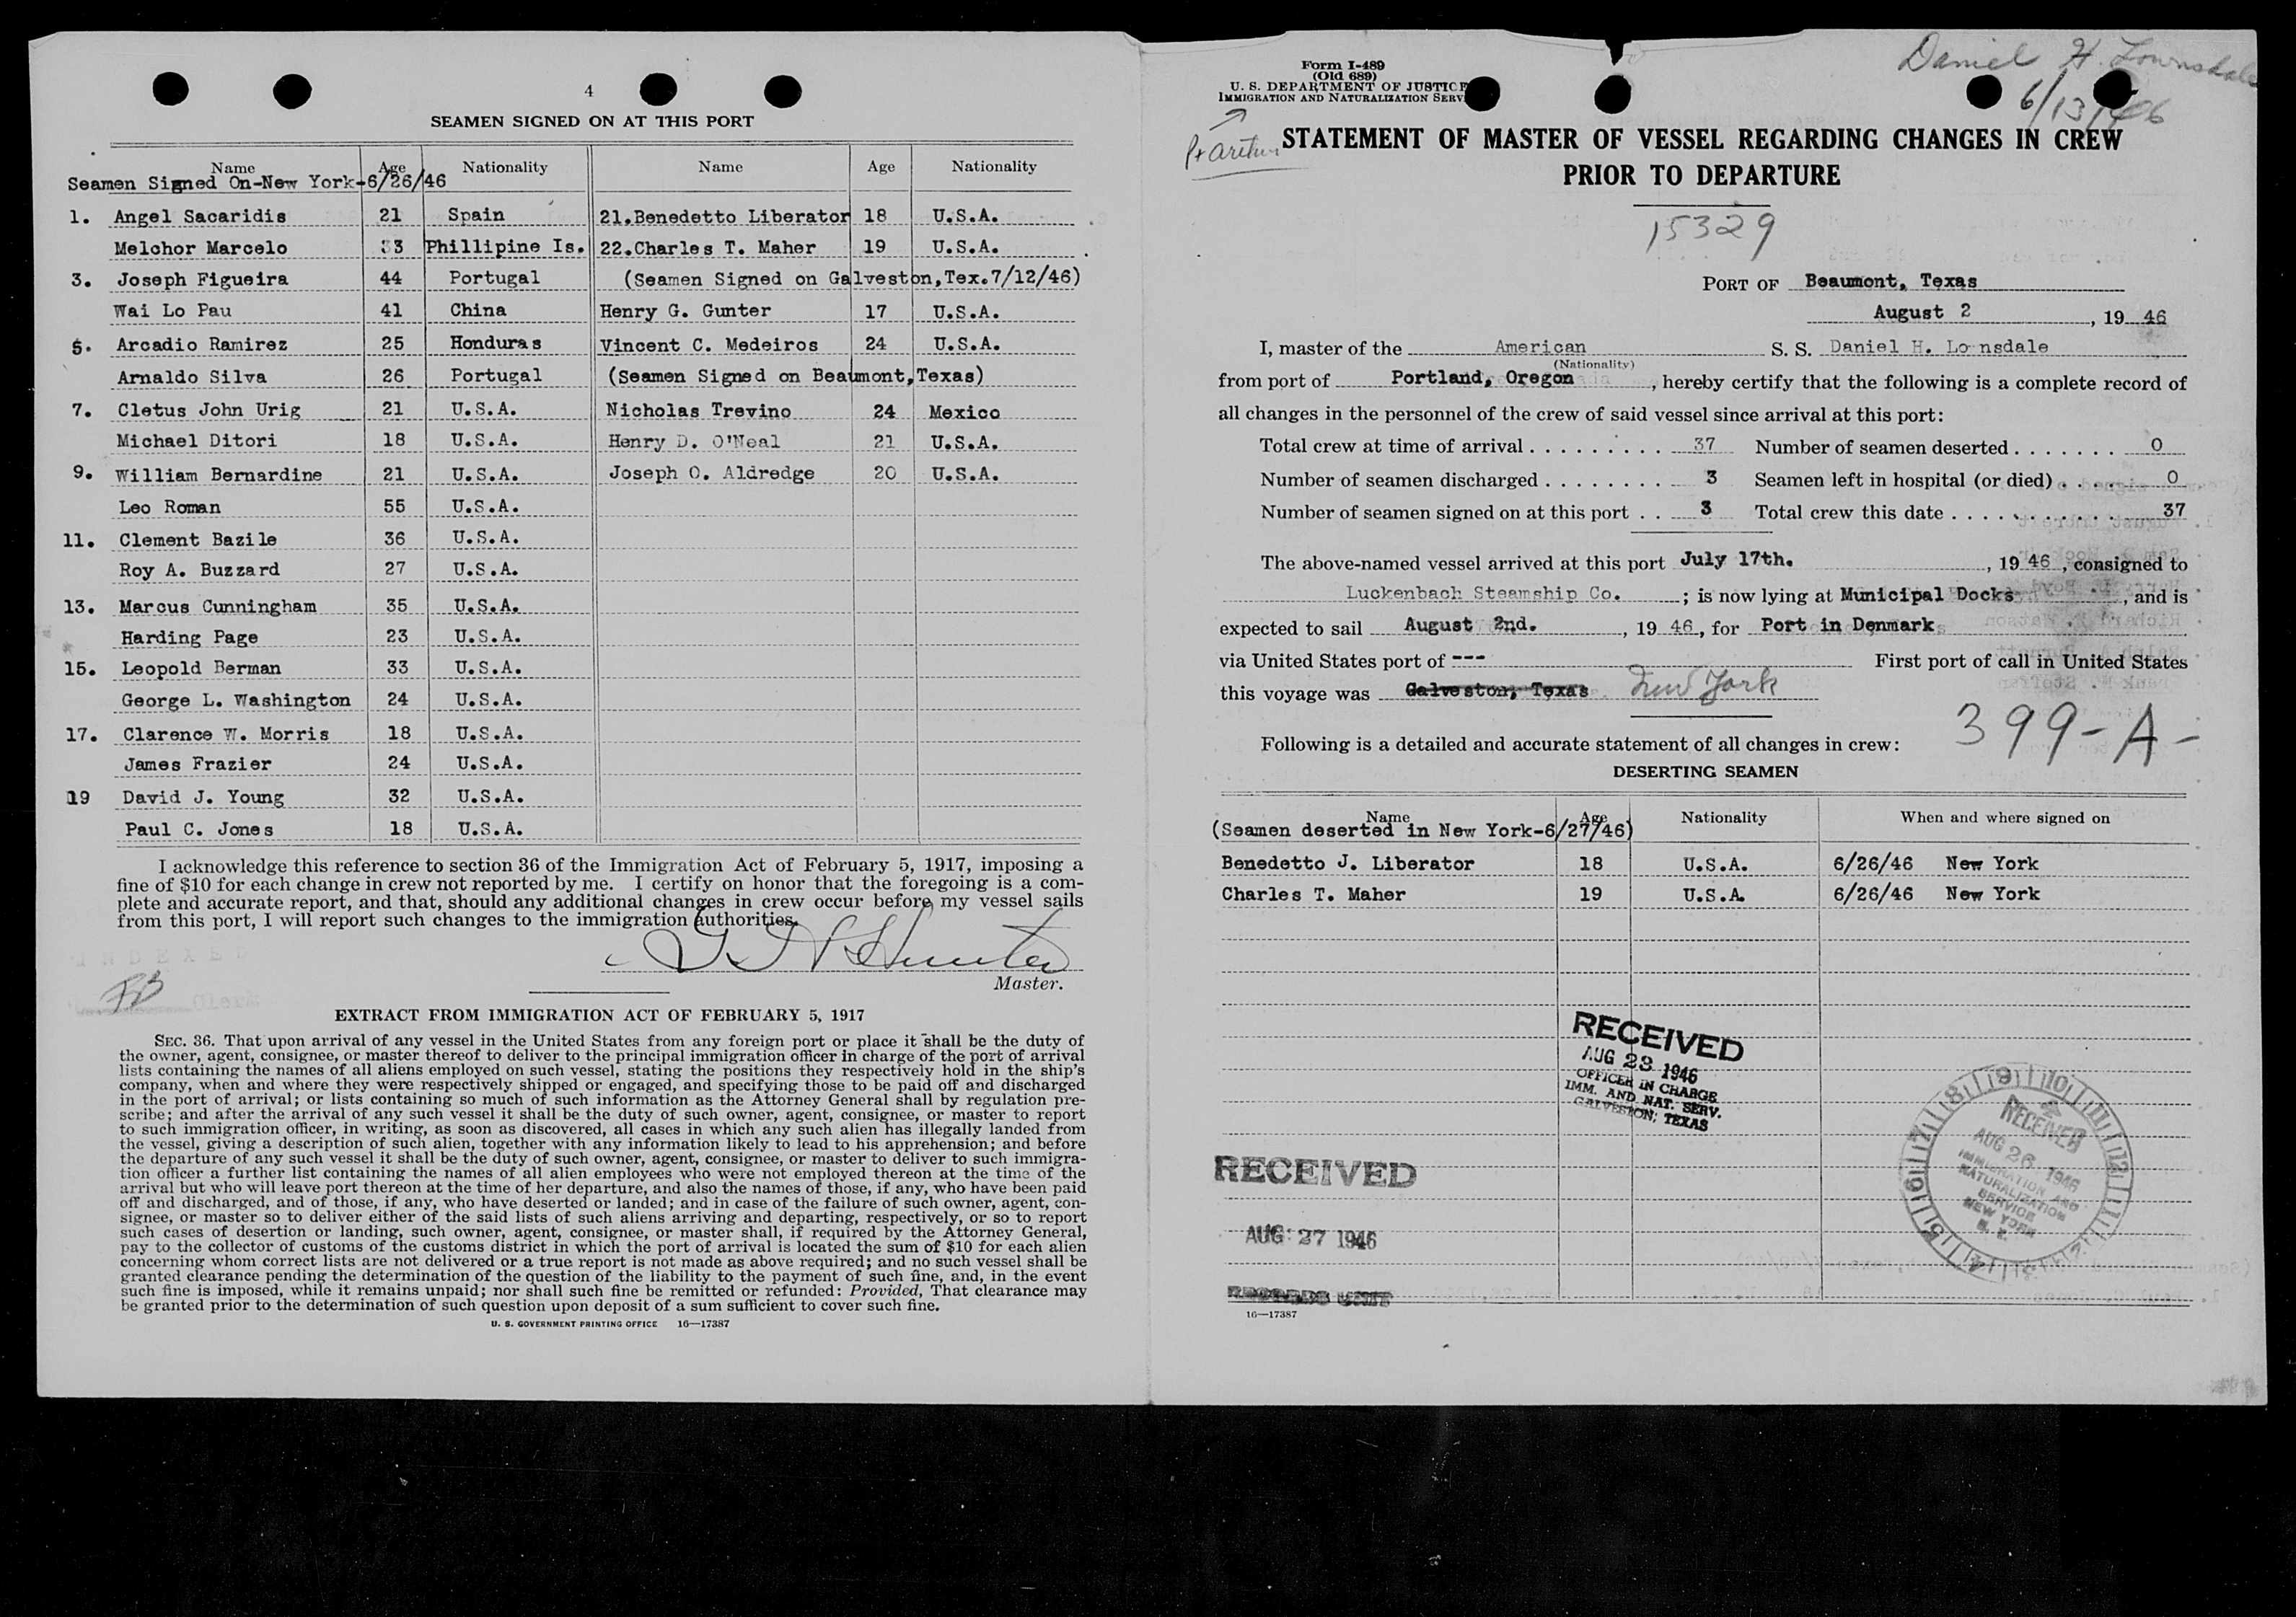 4
SEAMEN SIGNED ON AT THIS PORT
Name Age Nationality Name Age Nationality
Seamen Signed On-New York-6/26/46
1. Angel Sacaridis 21 Spain 21.Benedetto Liberator 18 U.S.A.
Melchor Marcelo 33 Phillipine Is. 22.Charles T. Maher 19 U.S.A.
3. Joseph Figueira 44 Portugal (Seamen Signed on Galveston,Tex.7/12/46)
Wai Lo Pau 41 China Henry G. Gunter 17 U.S.A.
5. Arcadio Ramirez 25 Honduras Vincent C. Medeiros 24 U.S.A.
Arnaldo Silva 26 Portugal (Seamen Signed on Beaumont,Texas)
7. Cletus John Urig 21 U.S.A. Nicholas Trevino 24 Mexico
Michael Ditori 18 U.S.A. Henry D. O'Neal 21 U.S.A.
9. William Bernardine 21 U.S.A. Joseph O. Aldredge 20 U.S.A.
Leo Roman 55 U.S.A.
11. Clement Bazile 36 U.S.A.
Roy A. Buzzard 27 U.S.A.
13. Marcus Cunningham 35 U.S.A.
Harding Page 23 U.S.A.
15. Leopold Berman 33 U.S.A.
George L. Washington 24 U.S.A.
17. Clarence W. Morris 18 U.S.A.
James Frazier 24 U.S.A.
19 David J. Young 32 U.S.A.
Paul C. Jones 18 U.S.A.
I acknowledge this reference to section 36 of the Immigration Act of February 5, 1917, imposing a
fine of $10 for each change in crew not reported by me. I certify on honor that the foregoing is a com-
plete and accurate report, and that, should any additional changes in crew occur before my vessel sails
from this port, I will report such changes to the immigration authorities.
Master.
EXTRACT FROM IMMIGRATION ACT OF FEBRUARY 5, 1917
SEC. 36. That upon arrival of any vessel in the United States from any foreign port or place it shall be the duty of
the owner, agent, consignee, or master thereof to deliver to the principal immigration officer in charge of the port of arrival
lists containing the names of all aliens employed on such vessel, stating the positions they respectively hold in the ship's
company, when and where they were respectively shipped or engaged, and specifying those to be paid off and discharged
in the port of arrival; or lists containing so much of such information as the Attorney General shall by regulation pre-
scribe; and after the arrival of any such vessel it shall be the duty of such owner, agent, consignee, or master to report
to such immigration officer, in writing, as soon as discovered, all cases in which any such alien has illegally landed from
the vessel, giving a description of such alien, together with any information likely to lead to his apprehension; and before
the departure of any such vessel it shall be the duty of such owner, agent, consignee, or master to deliver to such immigra-
tion officer a further list containing the names of all alien employees who were not employed thereon at the time of the
arrival but who will leave port thereon at the time of her departure, and also the names of those, if any, who have been paid
off and discharged, and of those, if any, who have deserted or landed; and in case of the failure of such owner, agent, con-
signee, or master so to deliver either of the said lists of such aliens arriving and departing, respectively, or so to report
such cases of desertion or landing, such owner, agent, consignee, or master shall, if required by the Attorney General,
pay to the collector of customs of the customs district in which the port of arrival is located the sum of $10 for each alien
concerning whom correct lists are not delivered or a true report is not made as above required; and no such vessel shall be
granted clearance pending the determination of the question of the liability to the payment of such fine, and, in the event
such fine is imposed, while it remains unpaid; nor shall such fine be remitted or refunded: Provided, That clearance may
be granted prior to the determination of such question upon deposit of a sum sufficient to cover such fine.
U. S. GOVERNMENT PRINTING OFFICE 16—17387
Form I-489
(Old 689)
U. S. DEPARTMENT OF JUSTICE
IMMIGRATION AND NATURALIZATION SERV.
Daniel H. Lownsdale
6/13/46
STATEMENT OF MASTER OF VESSEL REGARDING CHANGES IN CREW
PRIOR TO DEPARTURE
15329
PORT OF Beaumont, Texas
August 2, 19 46
I, master of the American S. S. Daniel H. Lo nsdale
(Nationality)
from port of Portland, Oregon, hereby certify that the following is a complete record of
all changes in the personnel of the crew of said vessel since arrival at this port:
Total crew at time of arrival . . . . . . . . . 37 Number of seamen deserted . . . . . . . 0
Number of seamen discharged . . . . . . . . 3 Seamen left in hospital (or died) . . . . 0
Number of seamen signed on at this port . . 3 Total crew this date . . . . . . . . . . . 37
The above-named vessel arrived at this port July 17th., 19 46, consigned to
Luckenbach Steamship Co. ; is now lying at Municipal Docks, and is
expected to sail August 2nd., 19 46, for Port in Denmark
via United States port of --- First port of call in United States
this voyage was Galveston, Texas New York
399-A-
Following is a detailed and accurate statement of all changes in crew:
DESERTING SEAMEN
Name Age Nationality When and where signed on
(Seamen deserted in New York-6/27/46)
Benedetto J. Liberator 18 U.S.A. 6/26/46 New York
Charles T. Maher 19 U.S.A. 6/26/46 New York
RECEIVED
AUG 23 1946
OFFICER IN CHARGE
IMM. AND NAT. SERV.
GALVESTON, TEXAS
RECEIVED
AUG 26 1946
IMMIGRATION AND
NATURALIZATION
SERVICE
NEW YORK
N. Y.
RECEIVED
AUG 27 1946
RECORDS UNIT
16—17387